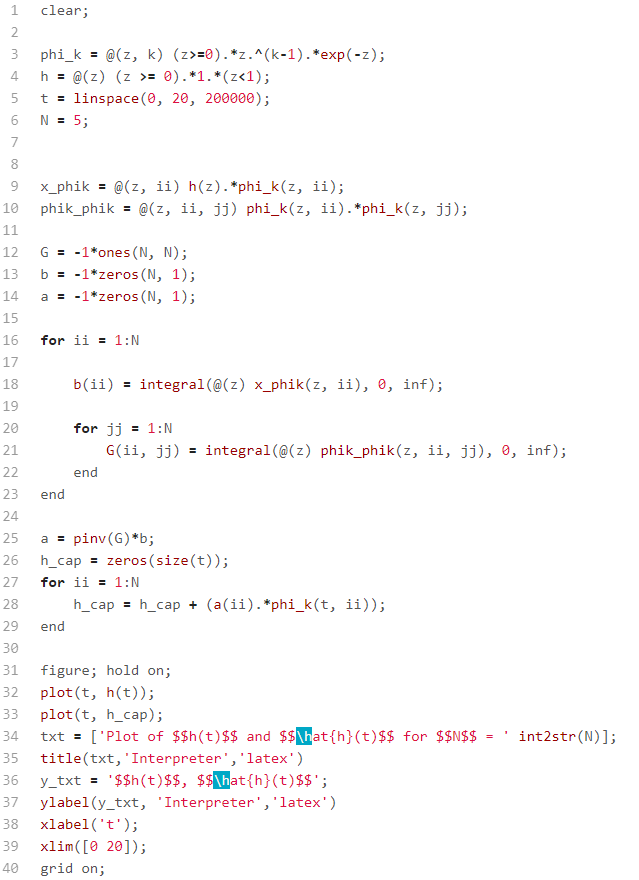 1 clear;
2
3 phi_k = @(z, k) (z>=0).*z.^(k-1).*exp(-z);
4 h = @(z) (z >= 0).*1.*(z<1);
5 t = linspace(0, 20, 200000);
6 N = 5;
7
8
9 x_phik = @(z, ii) h(z).*phi_k(z, ii);
10 phik_phik = @(z, ii, jj) phi_k(z, ii).*phi_k(z, jj);
11
12 G = -1*ones(N, N);
13 b = -1*zeros(N, 1);
14 a = -1*zeros(N, 1);
15
16 for ii = 1:N
17
18     b(ii) = integral(@(z) x_phik(z, ii), 0, inf);
19
20     for jj = 1:N
21         G(ii, jj) = integral(@(z) phik_phik(z, ii, jj), 0, inf);
22     end
23 end
24
25 a = pinv(G)*b;
26 h_cap = zeros(size(t));
27 for ii = 1:N
28     h_cap = h_cap + (a(ii).*phi_k(t, ii));
29 end
30
31 figure; hold on;
32 plot(t, h(t));
33 plot(t, h_cap);
34 txt = ['Plot of $$h(t)$$ and $$\hat{h}(t)$$ for $$N$$ = ' int2str(N)];
35 title(txt,'Interpreter','latex')
36 y_txt = '$$h(t)$$, $$\hat{h}(t)$$';
37 ylabel(y_txt, 'Interpreter','latex')
38 xlabel('t');
39 xlim([0 20]);
40 grid on;